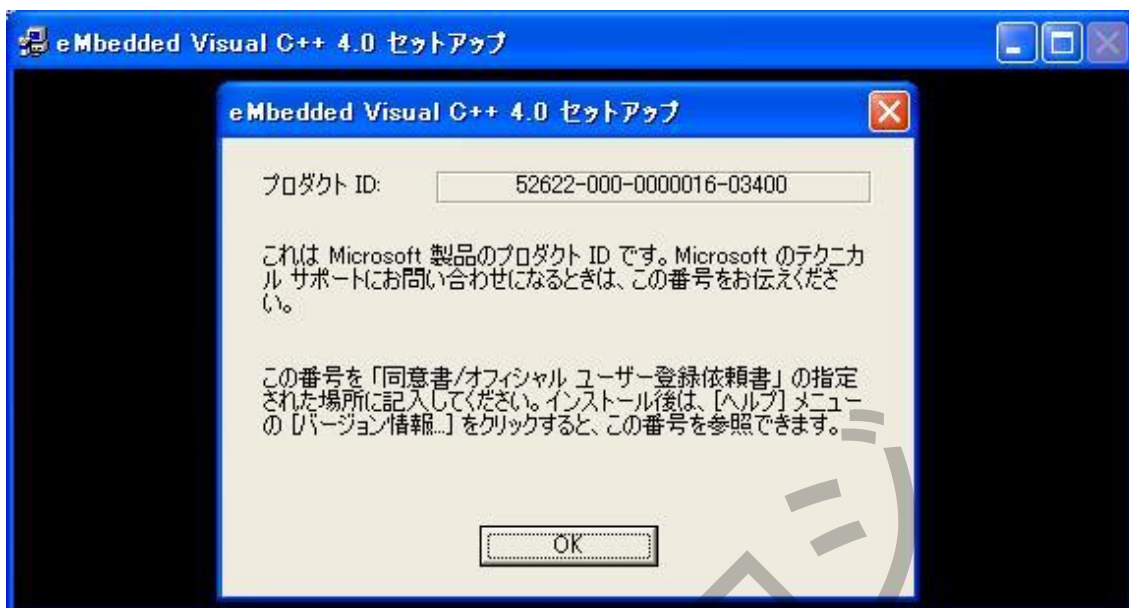 eMbedded Visual C++ 4.0 セットアップ
eMbedded Visual C++ 4.0 セットアップ
プロダクト ID: 52622-000-0000016-03400
これは Microsoft 製品のプロダクト ID です。Microsoft のテクニカ
ル サポートにお問い合わせになるときは、この番号をお伝えくださ
い。
この番号を「同意書/オフィシャル ユーザー登録依頼書」の指定
された場所に記入してください。インストール後は、[ヘルプ] メニュー
の [バージョン情報...] をクリックすると、この番号を参照できます。
OK